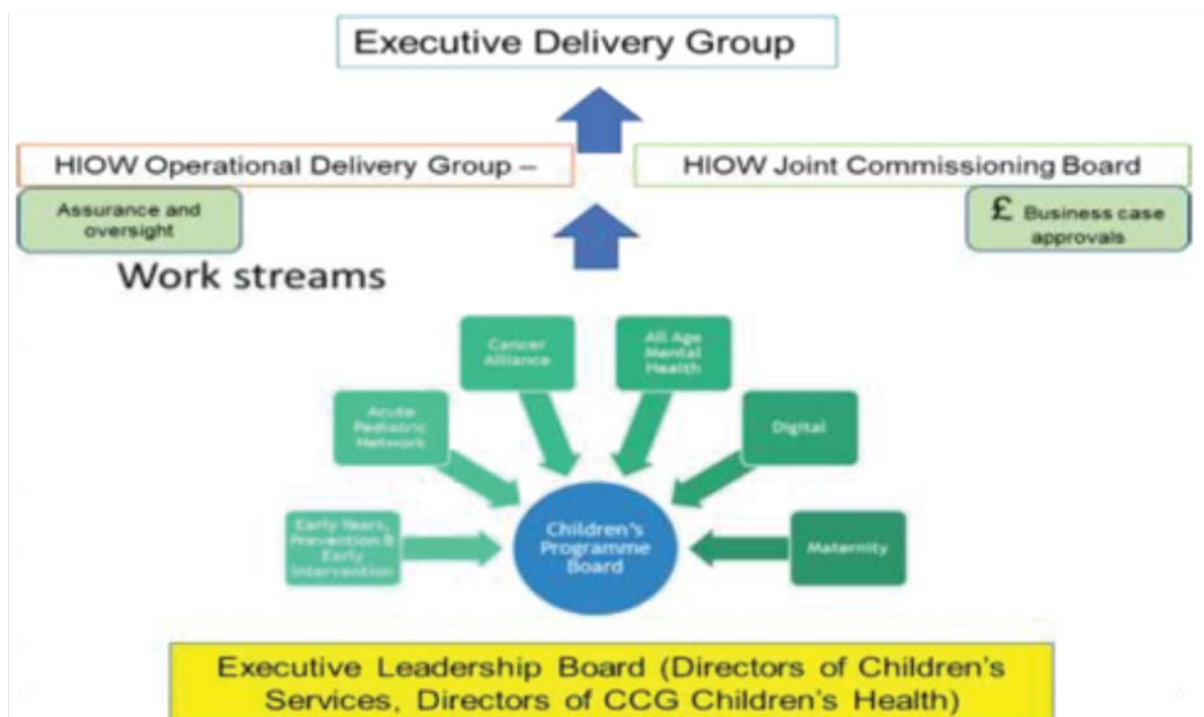 Executive Delivery Group
HIOW Operational Delivery Group –
HIOW Joint Commissioning Board
Assurance and
oversight
£ Business case
approvals
Work streams
Cancer
Alliance
All Age
Mental
Health
Acute
Pediatric
Network
Digital
Early Years,
Prevention &
Early
Intervention
Children's
Programme
Board
Maternity
Executive Leadership Board (Directors of Children's
Services, Directors of CCG Children's Health)